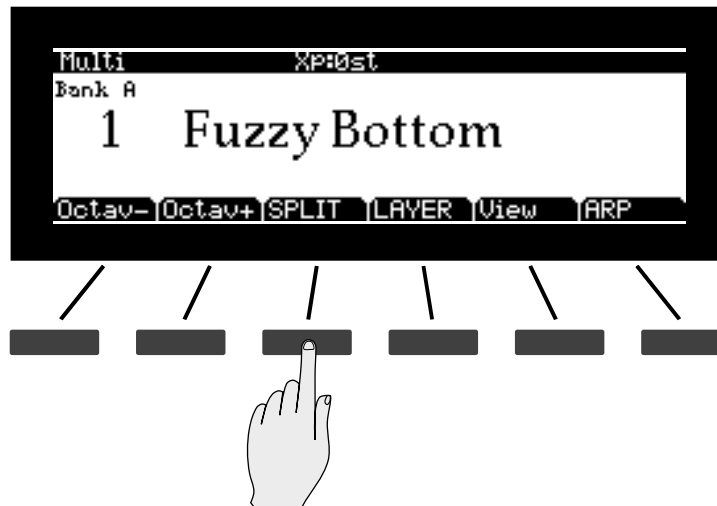 Multi Xp:0st
Bank A
1 Fuzzy Bottom
Octav- Octav+ SPLIT LAYER View ARP